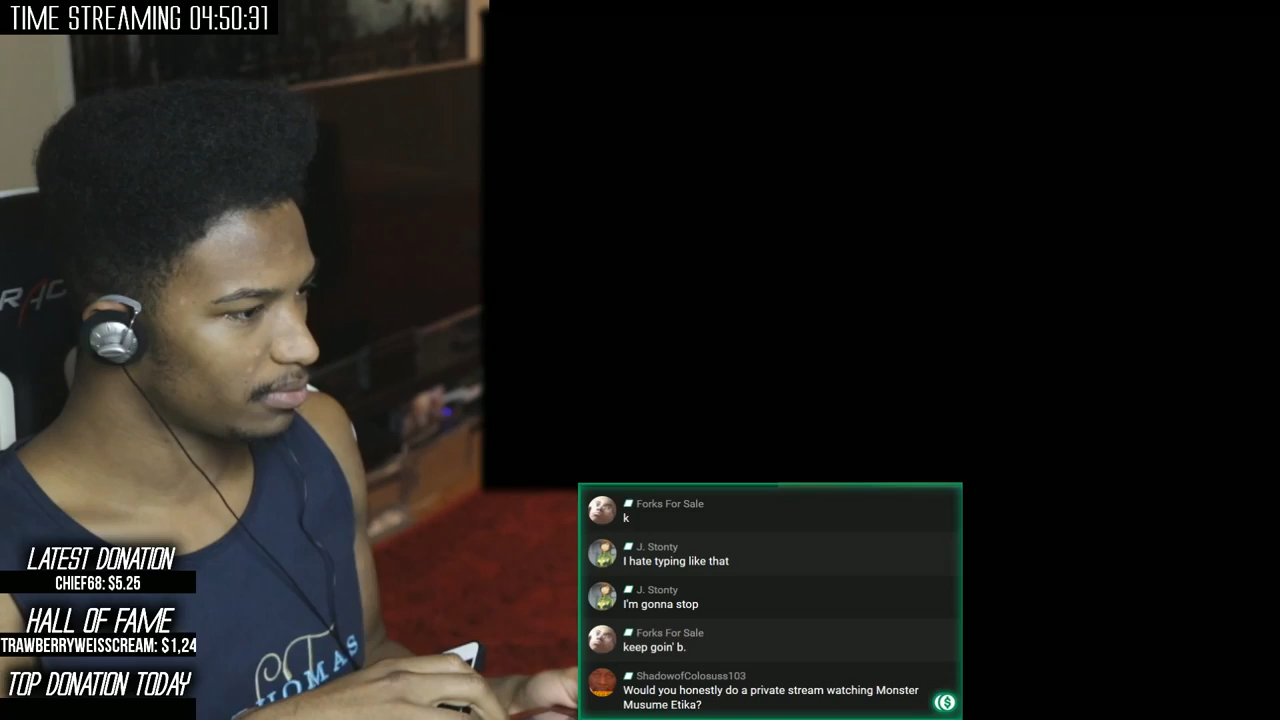 TIME STREAMING 04:50:31
RAC
LATEST DONATION
CHIEF68: $5.25
HALL OF FAME
TRAWBERRYWEISSCREAM: $1,24
TOP DONATION TODAY
THOMAS
Forks For Sale
k
J. Stonty
I hate typing like that
J. Stonty
I'm gonna stop
Forks For Sale
keep goin' b.
ShadowofColosuss103
Would you honestly do a private stream watching Monster
Musume Etika?